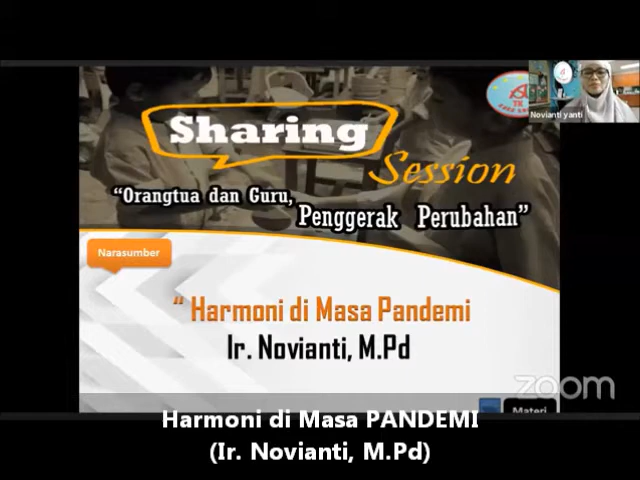 Sharing
Session
“Orangtua dan Guru,
Penggerak Perubahan”
Novianti yanti
Narasumber
“ Harmoni di Masa Pandemi
Ir. Novianti, M.Pd
zoom
Materi
Harmoni di Masa PANDEMI
(Ir. Novianti, M.Pd)